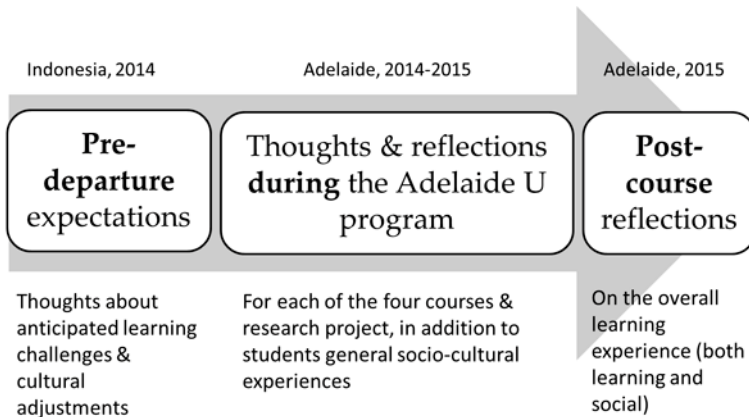 Indonesia, 2014
Adelaide, 2014-2015
Adelaide, 2015
Pre-
departure
expectations
Thoughts & reflections
during the Adelaide U
program
Post-
course
reflections
Thoughts about
anticipated learning
challenges &
cultural
adjustments
For each of the four courses &
research project, in addition to
students general socio-cultural
experiences
On the overall
learning
experience (both
learning and
social)